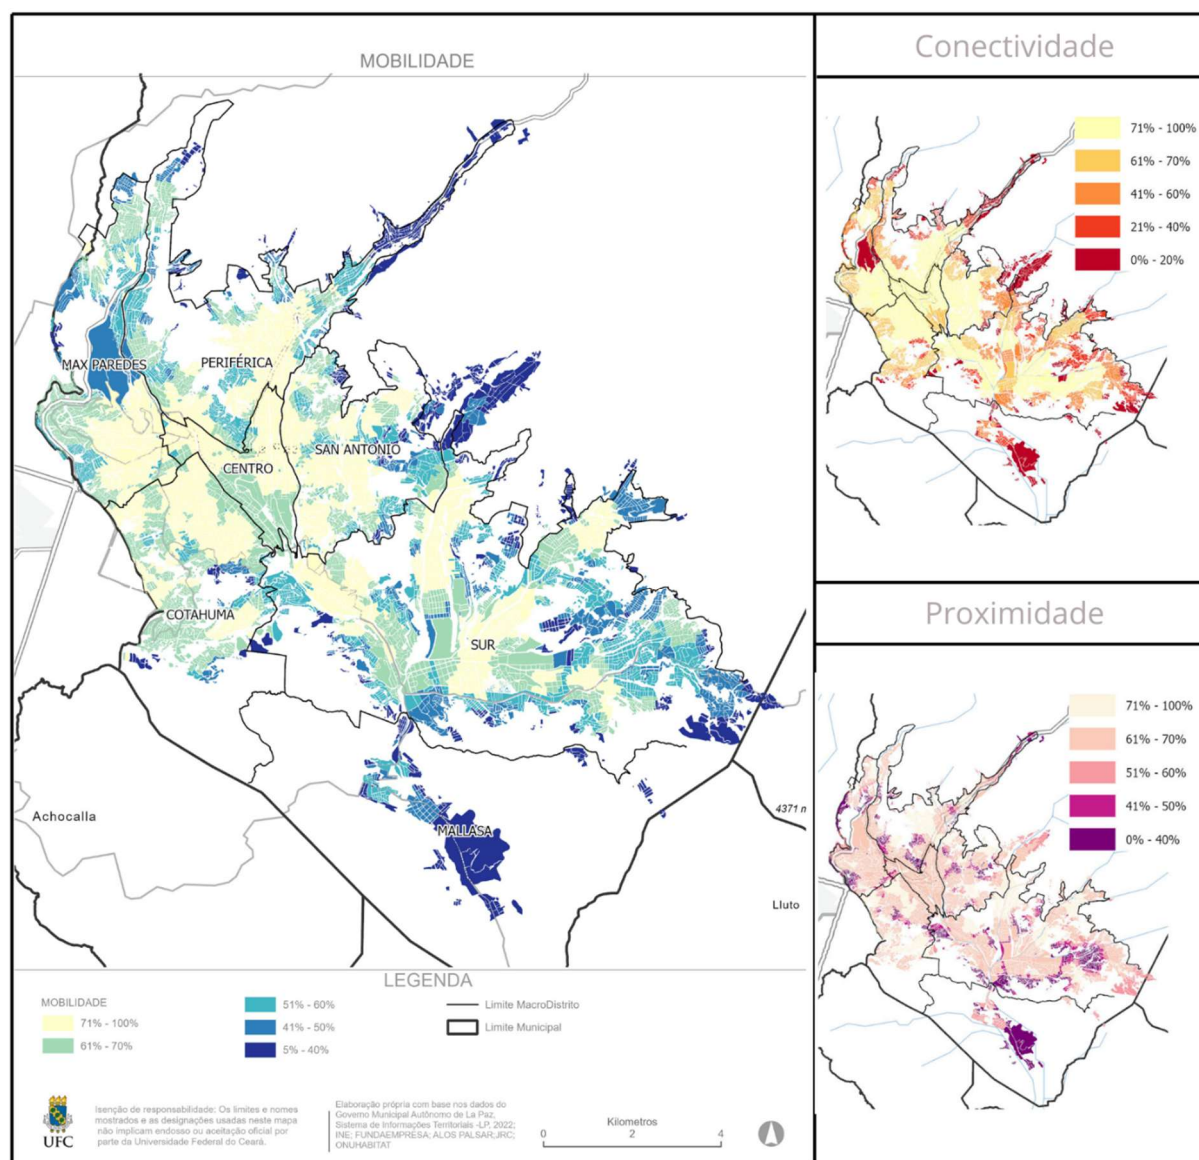 MOBILIDADE
MAX PAREDES
PERIFÉRICA
SAN ANTONIO
CENTRO
COTAHUMA
SUR
MALLASA
Achocalla
4371 n
Lluto
LEGENDA
MOBILIDADE
71% - 100%
61% - 70%
51% - 60%
41% - 50%
5% - 40%
Limite MacroDistrito
Limite Municipal
UFC
Isenção de responsabilidade: Os limites e nomes
mostrados e as designações usadas neste mapa
não implicam endosso ou aceitação oficial por
parte da Universidade Federal do Ceará.
Elaboração própria com base nos dados do
Governo Municipal Autônomo de La Paz,
Sistema de Informações Territoriais -LP, 2022;
INE; FUNDAEMPRESA; ALOS PALSAR;JRC;
ONUHABITAT
Kilometros
0 2 4
Conectividade
71% - 100%
61% - 70%
41% - 60%
21% - 40%
0% - 20%
Proximidade
71% - 100%
61% - 70%
51% - 60%
41% - 50%
0% - 40%